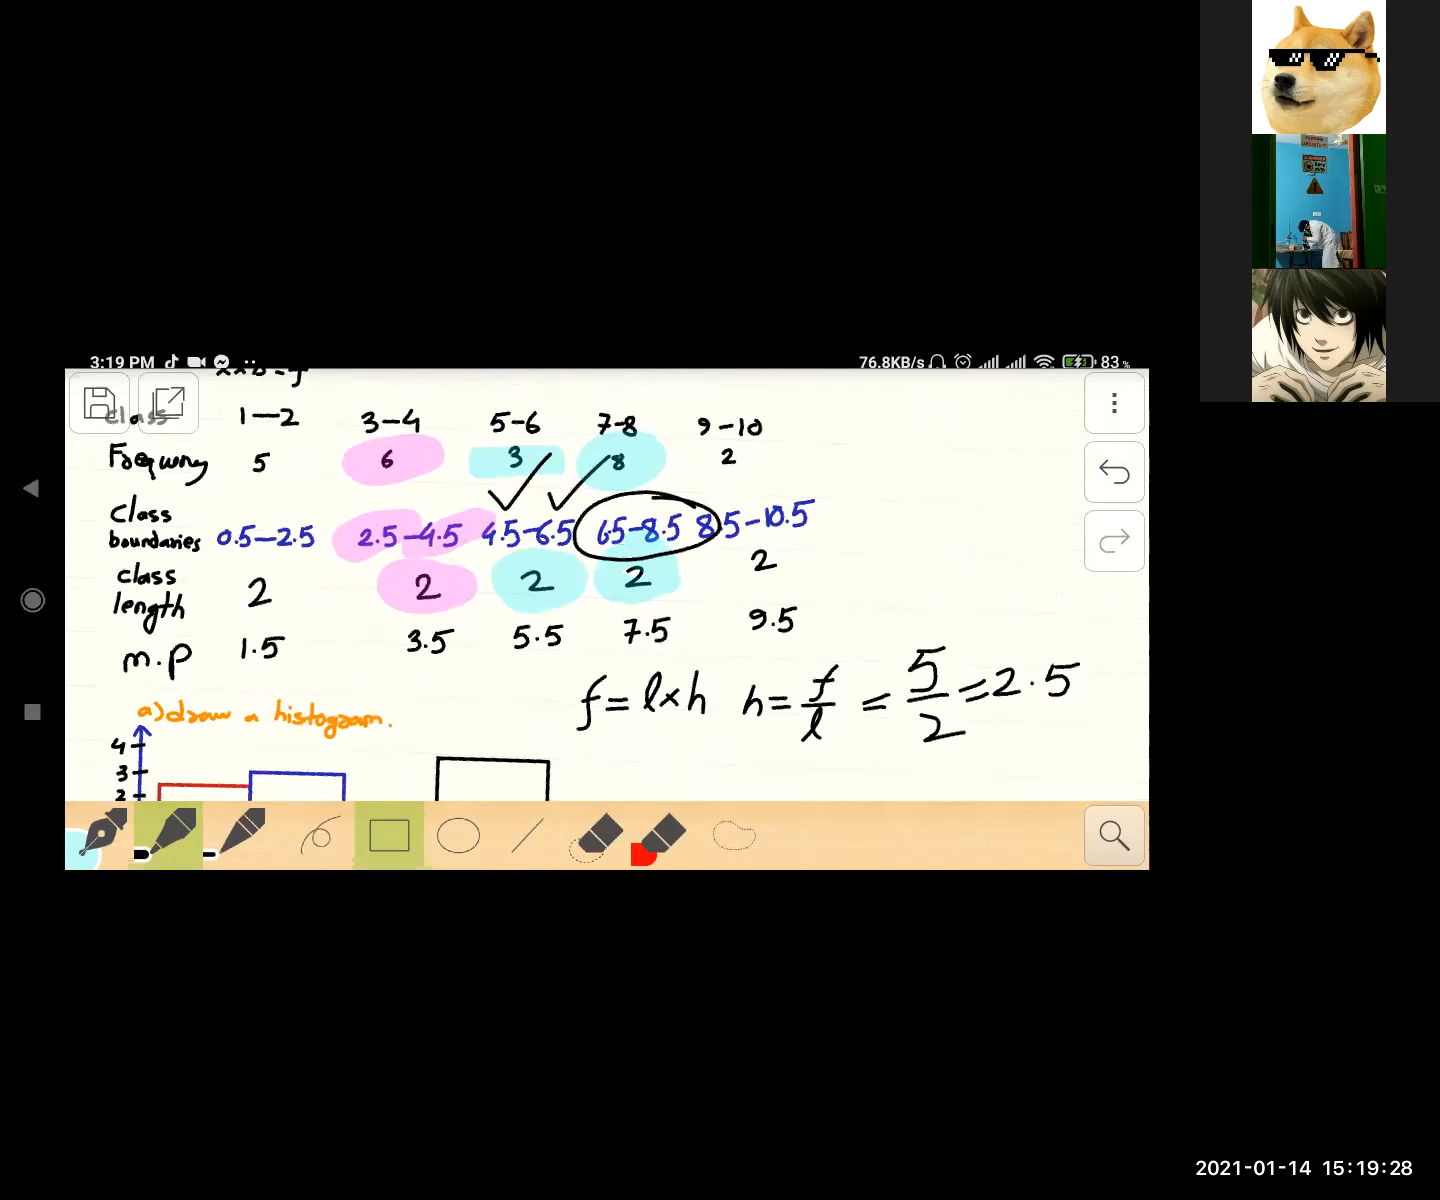 3:19 PM
76.8KB/s 83%
class 1—2 3-4 5-6 7-8 9-10
5 6 3 8 2
class
boundaries 0.5-2.5 2.5-4.5 4.5-6.5 6.5-8.5 8.5-10.5
class
length 2 2 2 2 2
m.p 1.5 3.5 5.5 7.5 9.5
f = l×h h = f/l = 5/2 = 2.5
a) draw a histogram.
4
3
2
2021-01-14 15:19:28